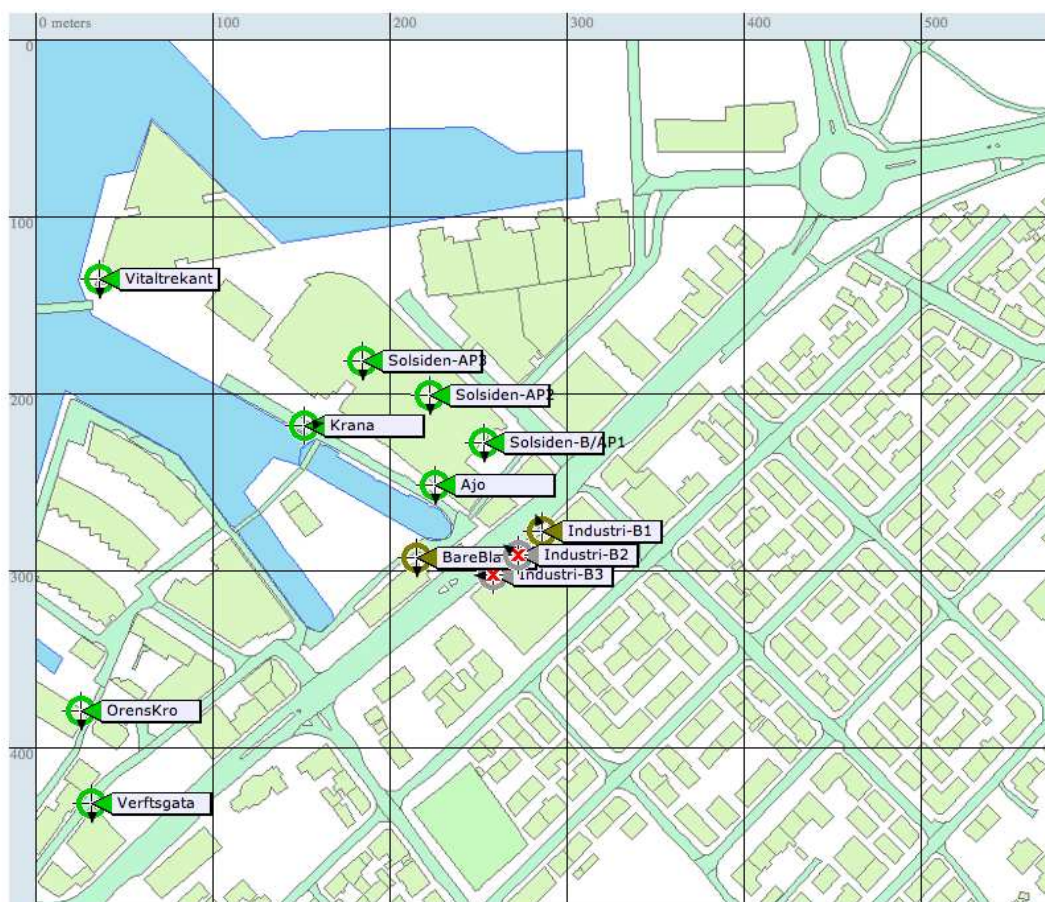 0 meters
100
200
300
400
500
0
100
Vitaltrekant
Solsiden-AP3
Solsiden-AP2
200
Krana
Solsiden-B/AP1
Ajo
Industri-B1
Industri-B2
BareBla
300
Industri-B3
OrensKro
400
Verftsgata